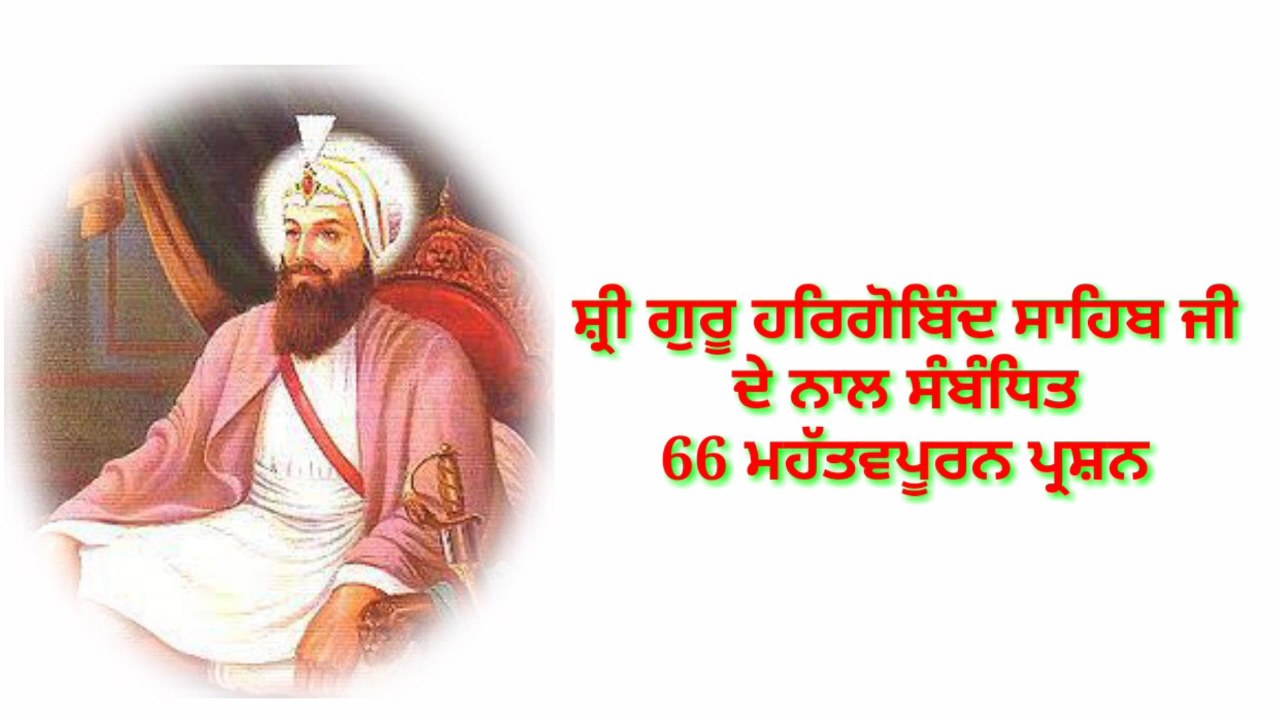 ਸ਼੍ਰੀ ਗੁਰੂ ਹਰਿਗੋਬਿੰਦ ਸਾਹਿਬ ਜੀ
ਦੇ ਨਾਲ ਸੰਬੰਧਿਤ
66 ਮਹੱਤਵਪੂਰਨ ਪ੍ਰਸ਼ਨ